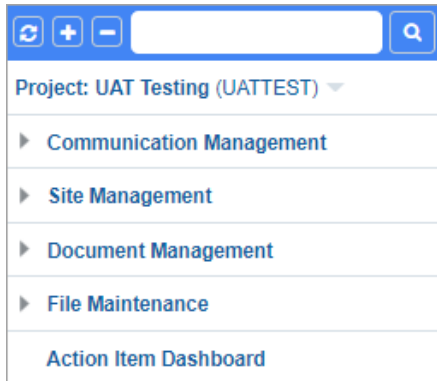 Project: UAT Testing (UATTEST)
Communication Management
Site Management
Document Management
File Maintenance
Action Item Dashboard